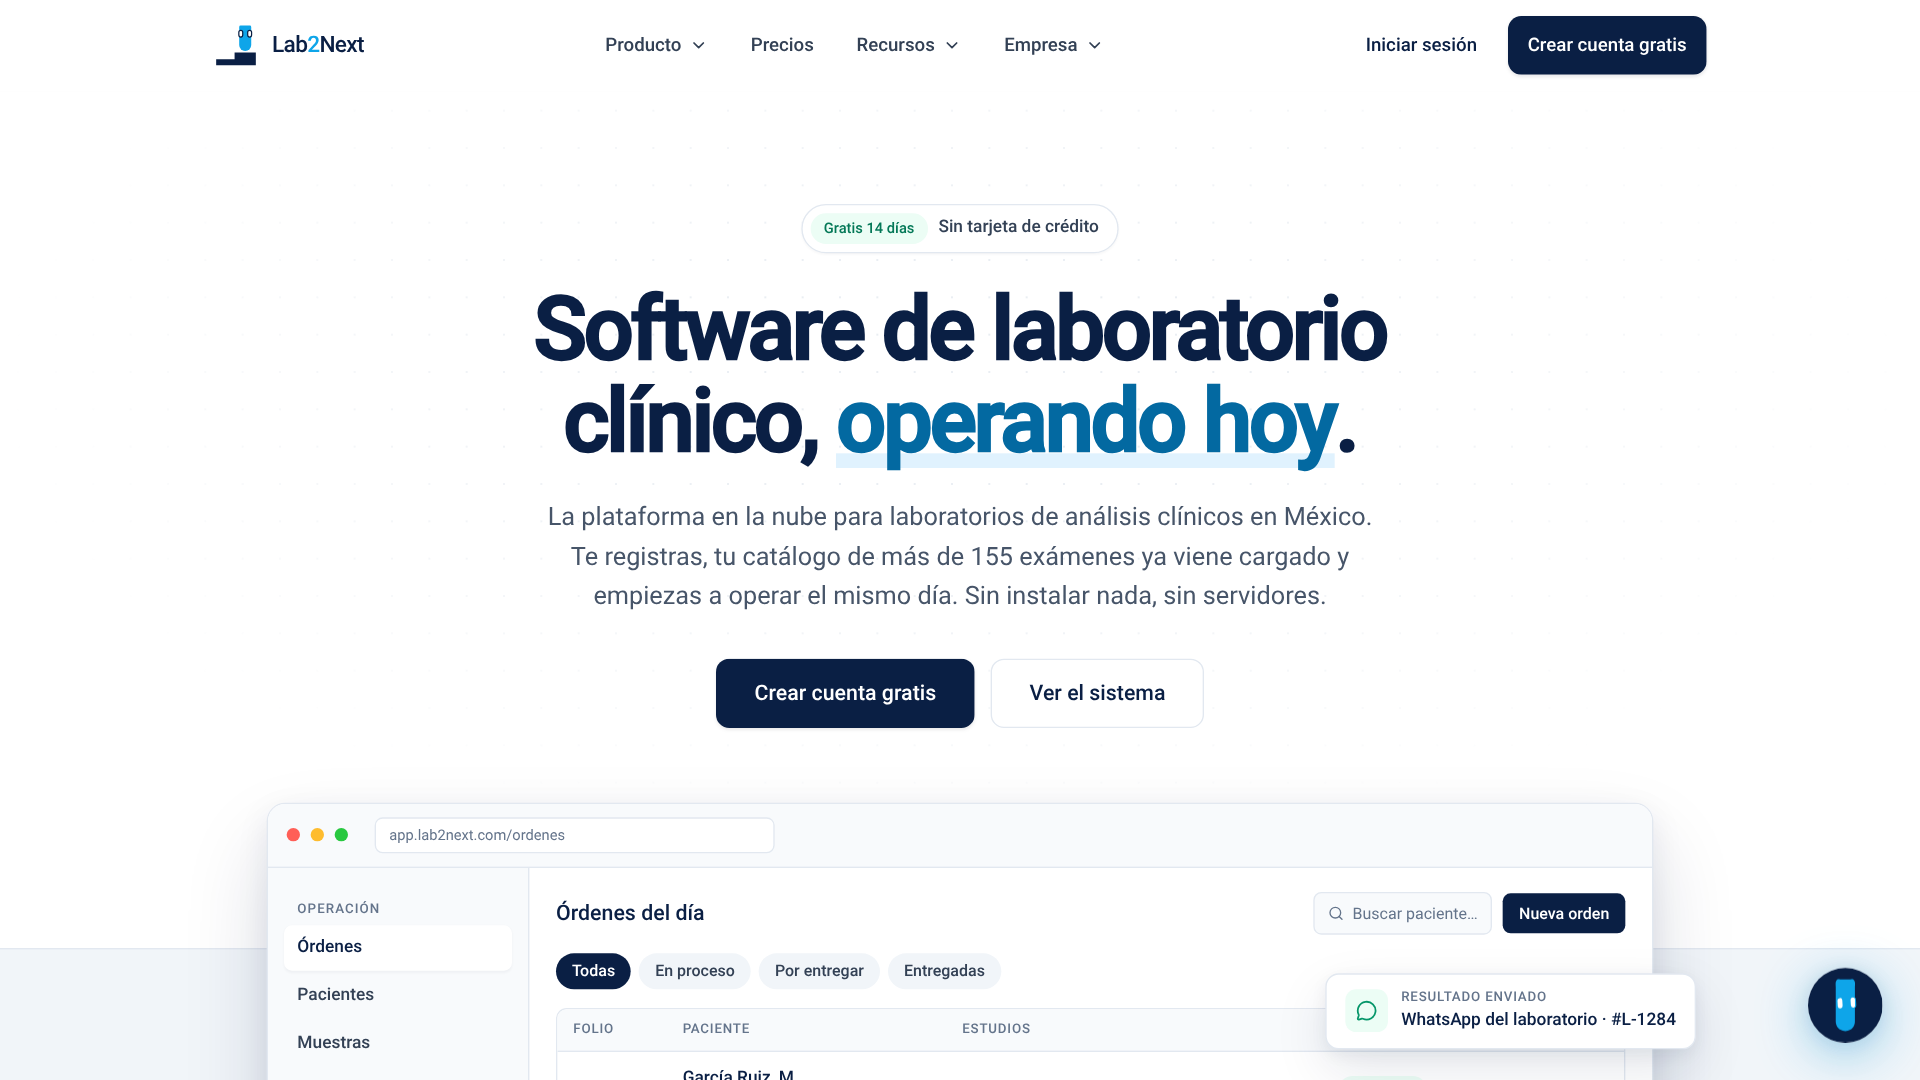 Lab2Next
Producto
Precios
Recursos
Empresa
Iniciar sesión
Crear cuenta gratis
Gratis 14 días
Sin tarjeta de crédito
Software de laboratorio
clínico, operando hoy.
La plataforma en la nube para laboratorios de análisis clínicos en México.
Te registras, tu catálogo de más de 155 exámenes ya viene cargado y
empiezas a operar el mismo día. Sin instalar nada, sin servidores.
Crear cuenta gratis
Ver el sistema
app.lab2next.com/ordenes
OPERACIÓN
Órdenes
Pacientes
Muestras
Órdenes del día
Buscar paciente...
Nueva orden
Todas
En proceso
Por entregar
Entregadas
FOLIO
PACIENTE
ESTUDIOS
RESULTADO ENVIADO
WhatsApp del laboratorio · #L-1284
García Ruiz, M.